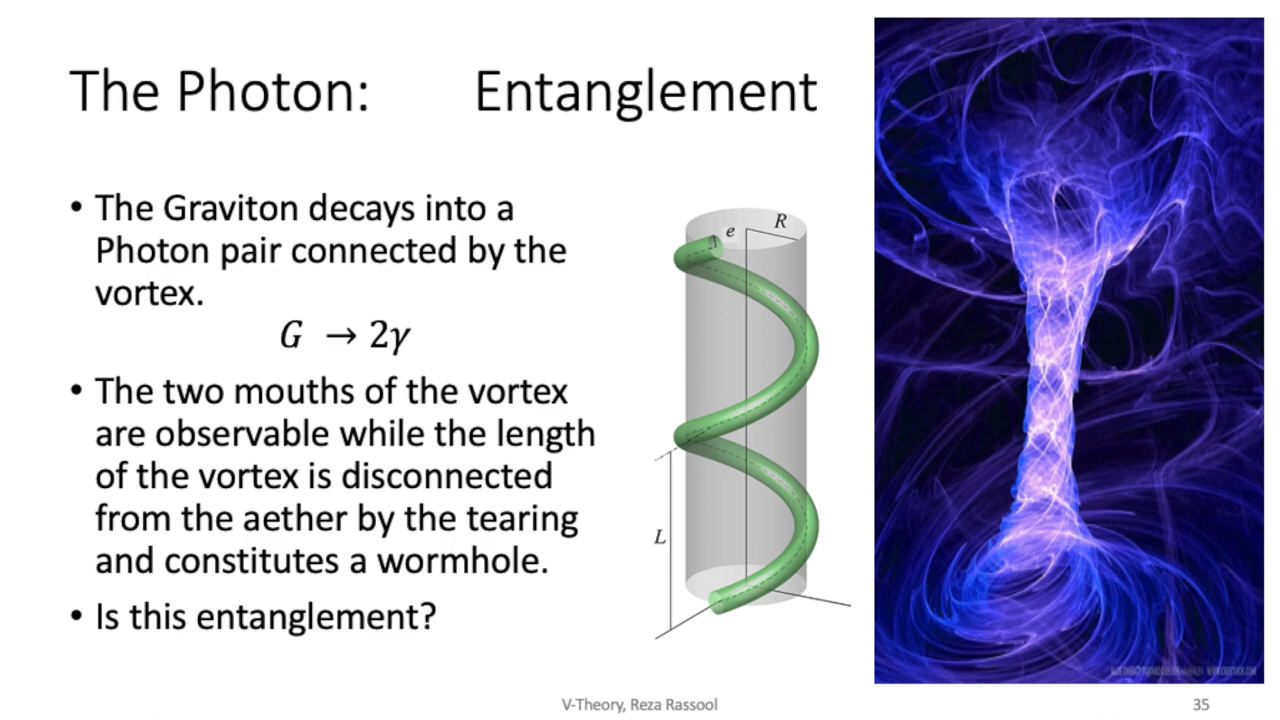 The Photon: Entanglement
• The Graviton decays into a
Photon pair connected by the
vortex.
G → 2γ
• The two mouths of the vortex
are observable while the length
of the vortex is disconnected
from the aether by the tearing
and constitutes a wormhole.
• Is this entanglement?
e
R
L
V-Theory, Reza Rassool
35